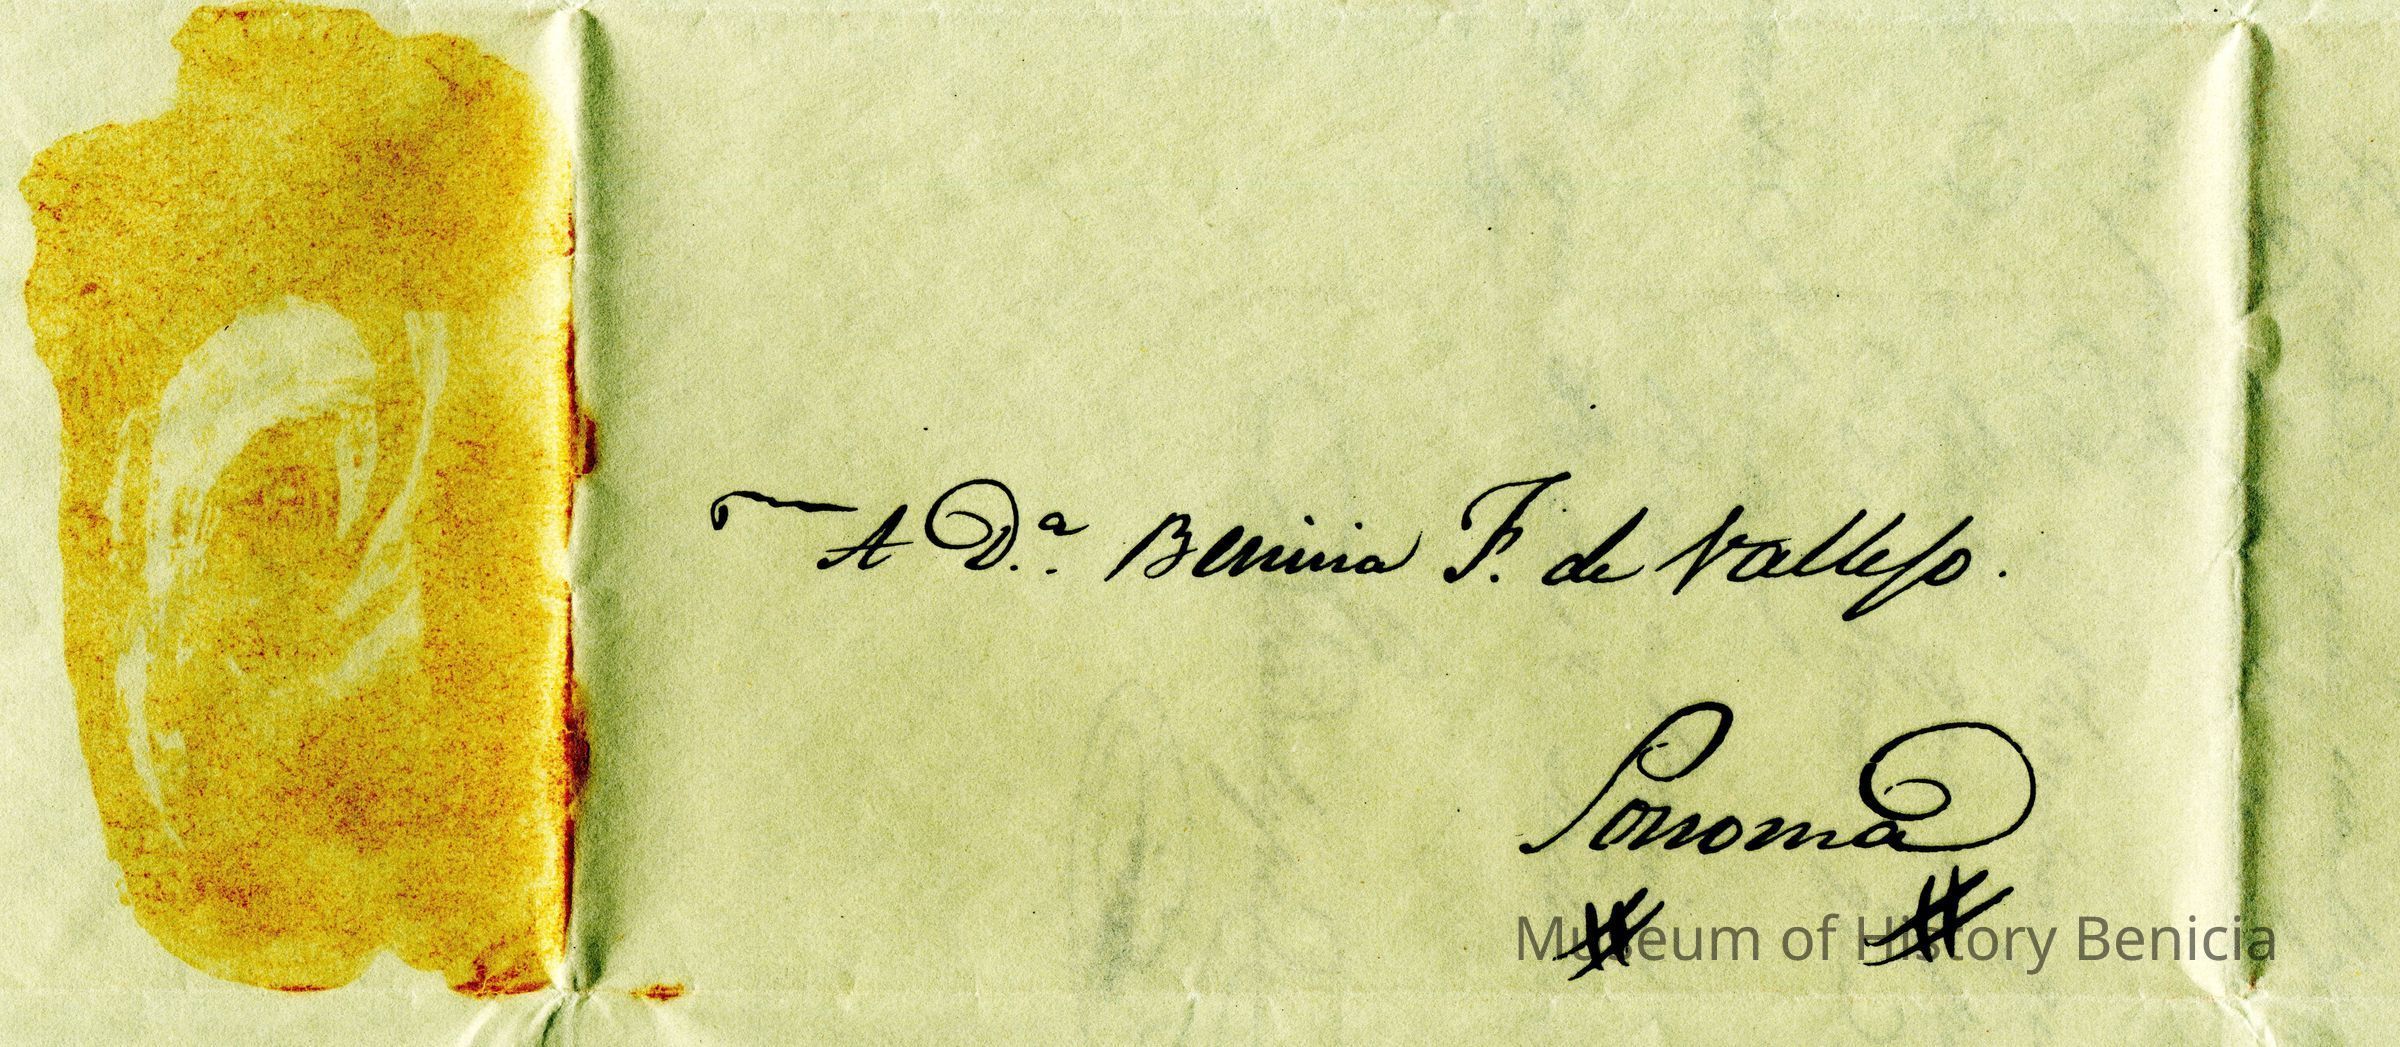 A D.ª Benicia F. de Vallejo.
Sonoma
Museum of History Benicia